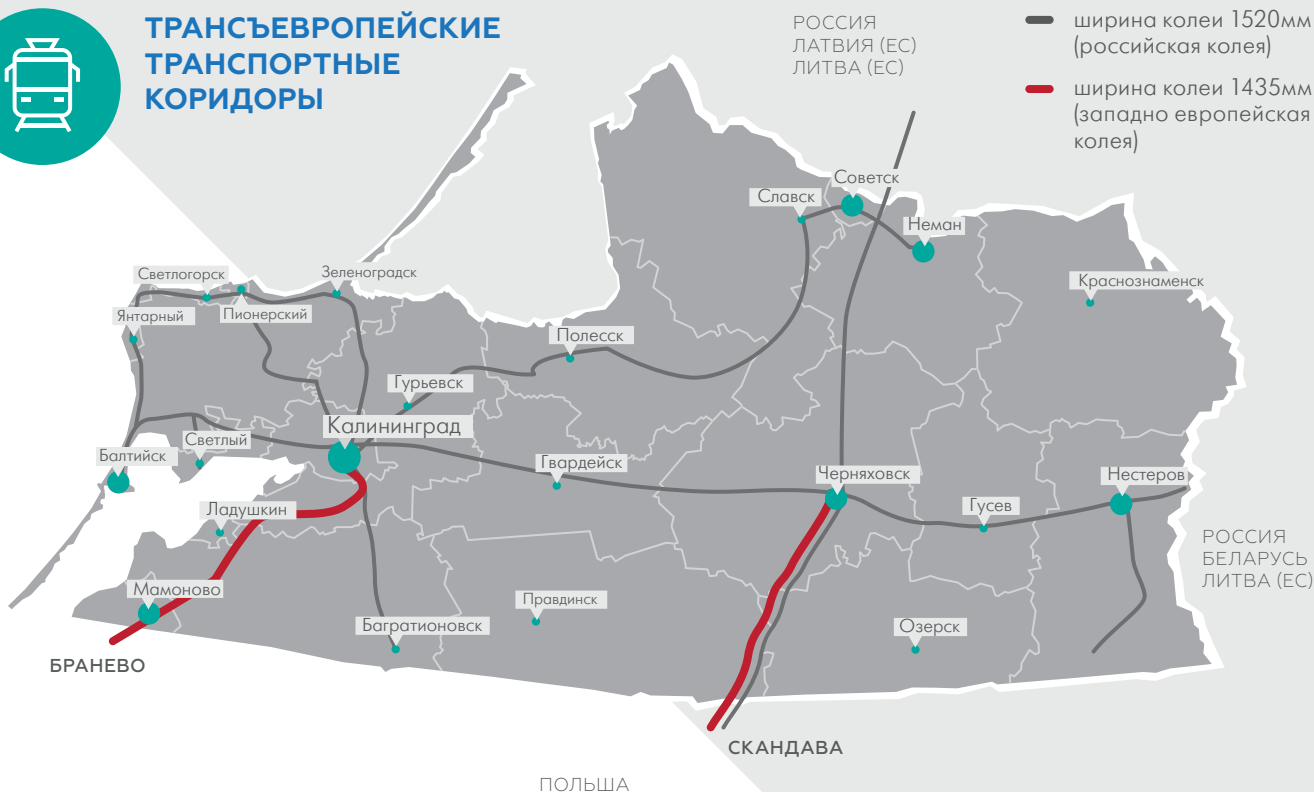 ТРАНСЪЕВРОПЕЙСКИЕ
ТРАНСПОРТНЫЕ
КОРИДОРЫ
РОССИЯ
ЛАТВИЯ (ЕС)
ЛИТВА (ЕС)
ширина колеи 1520мм
(российская колея)
ширина колеи 1435мм
(западно европейская
колея)
Советск
Славск
Неман
Светлогорск
Зеленоградск
Краснознаменск
Янтарный
Пионерский
Полесск
Гурьевск
Калининград
Светлый
Балтийск
Гвардейск
Черняховск
Нестеров
Ладушкин
Гусев
РОССИЯ
БЕЛАРУСЬ
ЛИТВА (ЕС)
Мамоново
Правдинск
Багратионовск
Озерск
БРАНЕВО
СКАНДАВА
ПОЛЬША